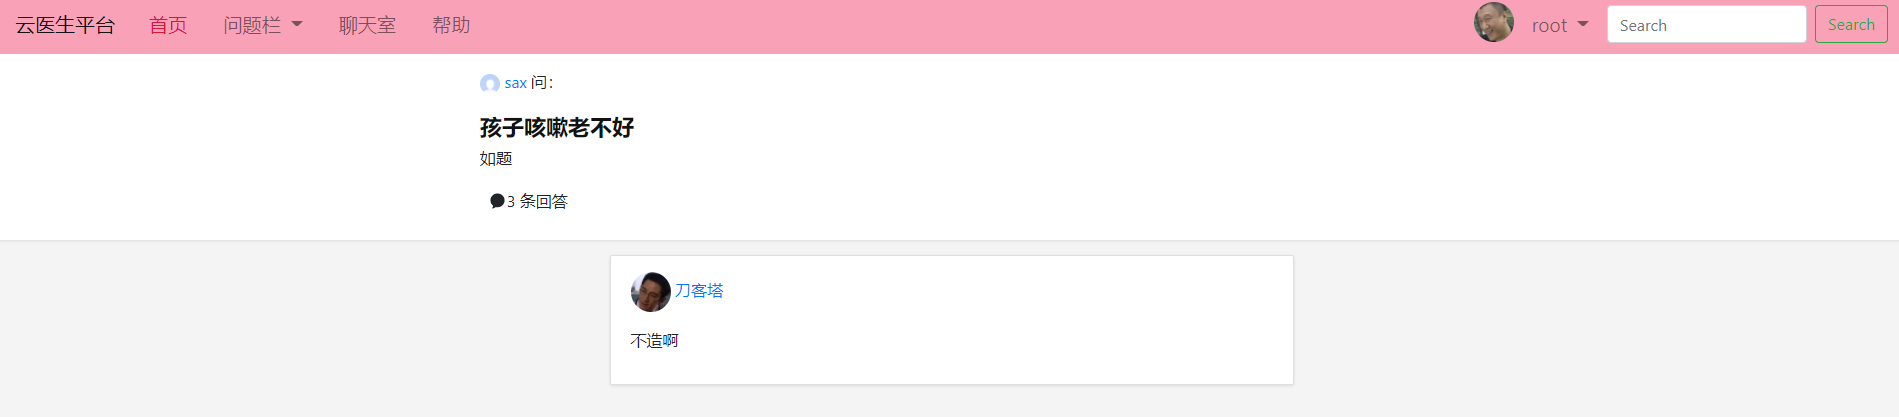 云医生平台 首页 问题栏 聊天室 帮助 root Search Search
sax 问：
孩子咳嗽老不好
如题
3 条回答
刀客塔
不造啊